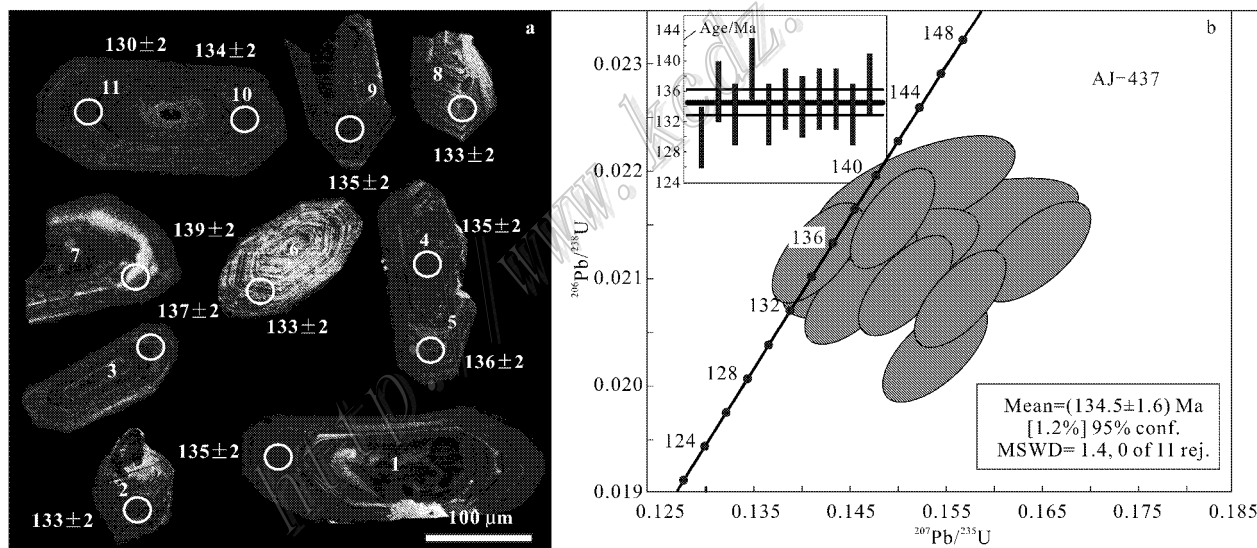 a
130±2 134±2
11 10 9 8
135±2 133±2
139±2 135±2
7 6 4
137±2 133±2 5
3 136±2
135±2 1
2
133±2 100 μm
b
AJ-437
Age/Ma
144
140
136
132
128
124
148
144
140
136
132
128
124
0.023
0.022
0.021
0.020
0.019
²⁰⁶Pb/²³⁸U
Mean=(134.5±1.6) Ma
[1.2%] 95% conf.
MSWD= 1.4, 0 of 11 rej.
0.125 0.135 0.145 0.155 0.165 0.175 0.185
²⁰⁷Pb/²³⁵U
http://www.kcdz.